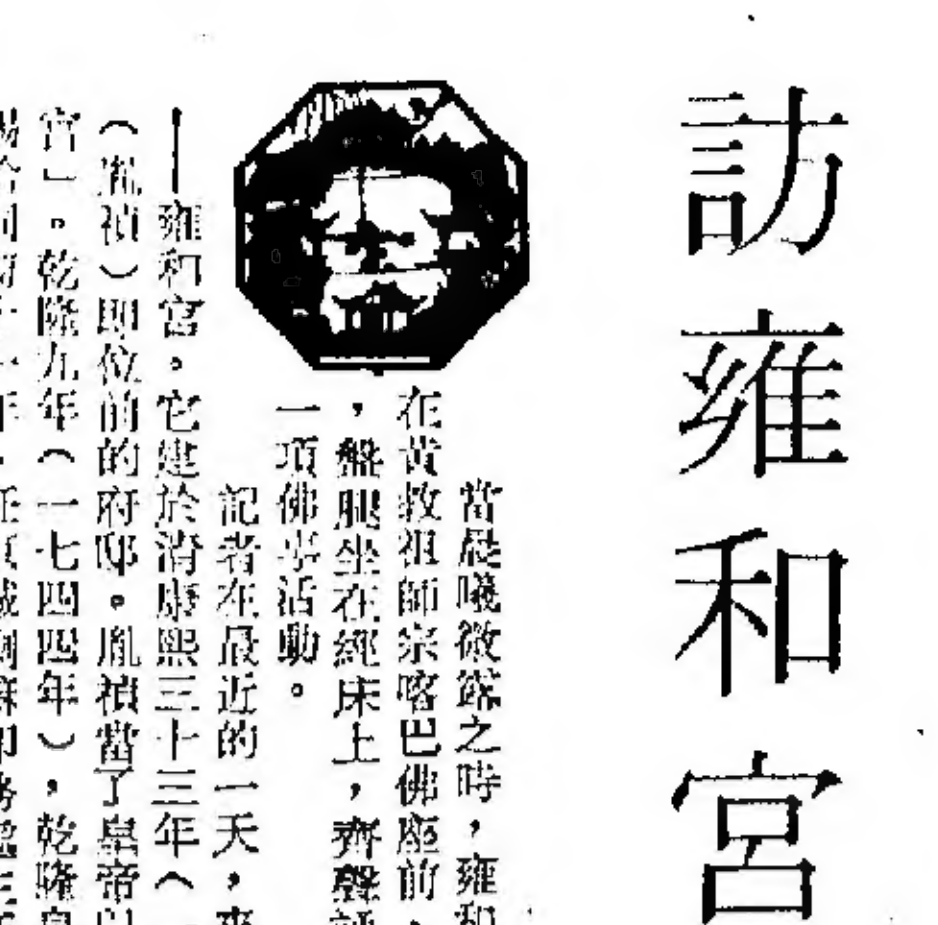 訪雍和宮
當晨曦微露之時，雍和
在黃教祖師宗喀巴佛座前，
，盤腿坐在經床上，齊聲誦
一項佛事活動。
記者在最近的一天，來
——雍和宮。它建於清康熙三十三年（一
（胤禎）即位前的府邸。胤禎當了皇帝以
宮」。乾隆九年（一七四四年），乾隆皇